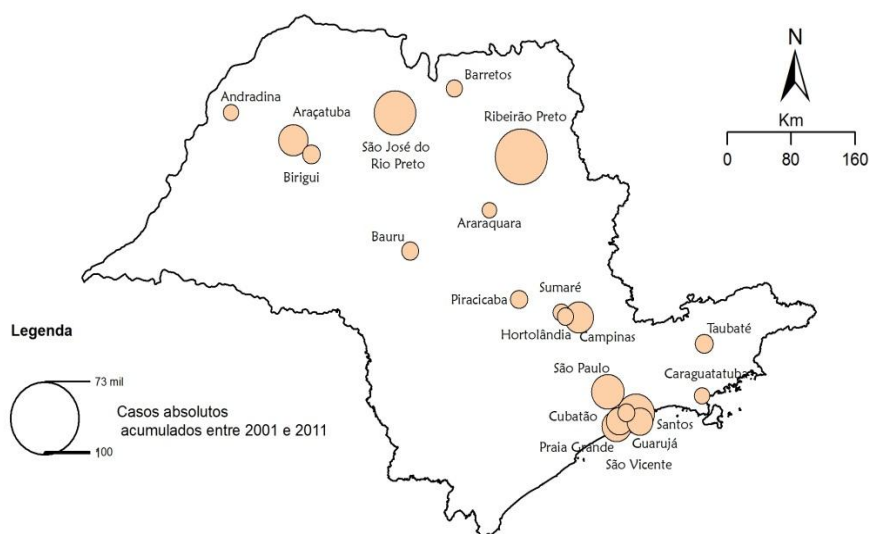 N
Km
0 80 160
Barretos
Andradina
Araçatuba
Ribeirão Preto
São José do
Rio Preto
Birigui
Araraquara
Bauru
Sumaré
Piracicaba
Hortolândia
Campinas
Taubaté
São Paulo
Caraguatatuba
Cubatão
Santos
Praia Grande
Guarujá
São Vicente
Legenda
73 mil
Casos absolutos
acumulados entre 2001 e 2011
100